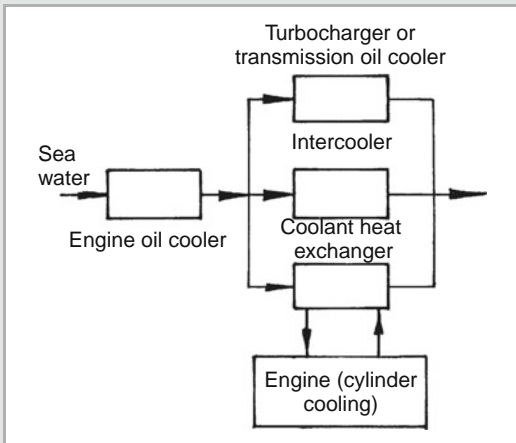 Turbocharger or
transmission oil cooler
Intercooler
Sea
water
Engine oil cooler
Coolant heat
exchanger
Engine (cylinder
cooling)